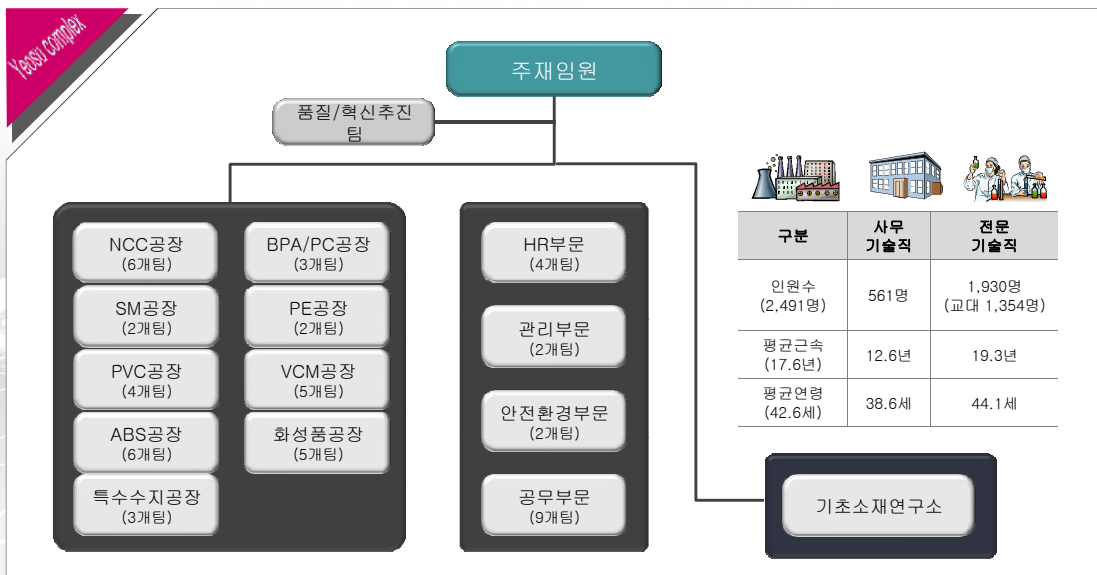 Yeosu complex
주재임원
품질/혁신추진
팀
NCC공장
(6개팀)
BPA/PC공장
(3개팀)
SM공장
(2개팀)
PE공장
(2개팀)
PVC공장
(4개팀)
VCM공장
(5개팀)
ABS공장
(6개팀)
화성품공장
(5개팀)
특수수지공장
(3개팀)
HR부문
(4개팀)
관리부문
(2개팀)
안전환경부문
(2개팀)
공무부문
(9개팀)
구분
사무
기술직
전문
기술직
인원수
(2,491명)
561명
1,930명
(교대 1,354명)
평균근속
(17.6년)
12.6년
19.3년
평균연령
(42.6세)
38.6세
44.1세
기초소재연구소